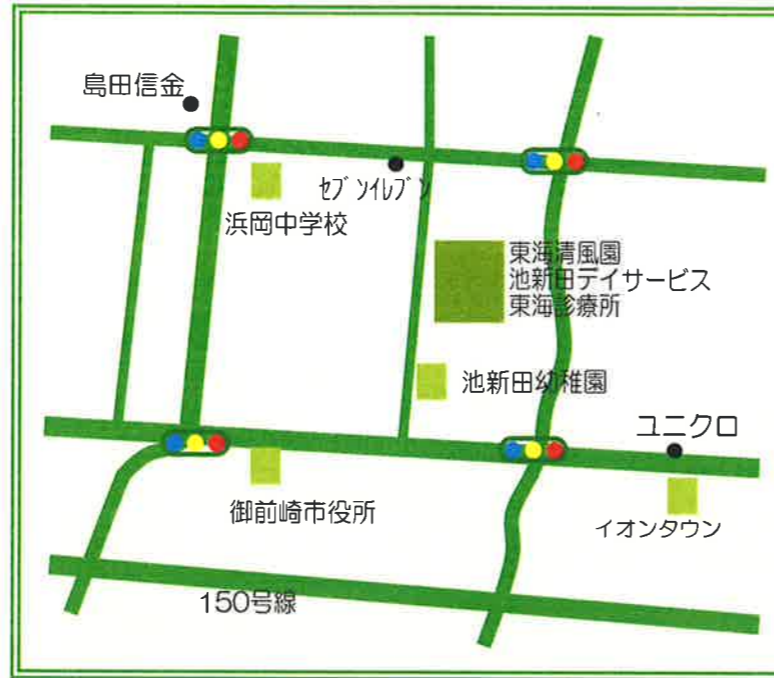 島田信金
セブンイレブン
浜岡中学校
東海清風園
池新田デイサービス
東海診療所
池新田幼稚園
ユニクロ
御前崎市役所
イオンタウン
150号線